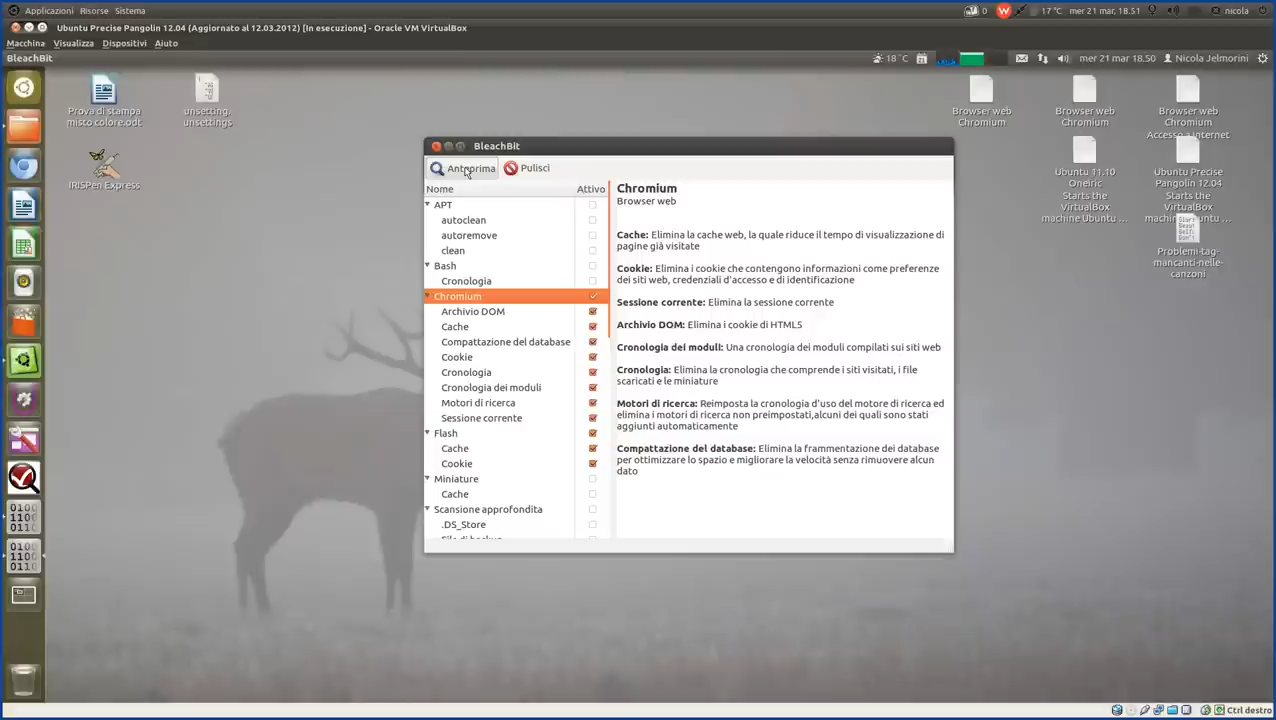 Applicazioni Risorse Sistema
0 17 °C mer 21 mar, 18.51 nicola
Ubuntu Precise Pangolin 12.04 (Aggiornato al 12.03.2012) [In esecuzione] - Oracle VM VirtualBox
Macchina Visualizza Dispositivi Aiuto
BleachBit
18 °C mer 21 mar 18.50 Nicola Jelmorini
Prova di stampa
misto colore.odt
unsetting.
unsettings
IRISPen Express
Browser web
Chromium
Browser web
Chromium
Browser web
Chromium
Accesso a Internet
Ubuntu 11.10
Oneiric
Starts the
VirtualBox
machine Ubuntu ...
Ubuntu Precise
Pangolin 12.04
Starts the
VirtualBox
machine Ubuntu ...
Problemi-tag-
mancanti-nelle-
canzoni
BleachBit
Anteprima Pulisci
Nome Attivo
APT
autoclean
autoremove
clean
Bash
Cronologia
Chromium
Archivio DOM
Cache
Compattazione del database
Cookie
Cronologia
Cronologia dei moduli
Motori di ricerca
Sessione corrente
Flash
Cache
Cookie
Miniature
Cache
Scansione approfondita
.DS_Store
Chromium
Browser web
Cache: Elimina la cache web, la quale riduce il tempo di visualizzazione di
pagine già visitate
Cookie: Elimina i cookie che contengono informazioni come preferenze
dei siti web, credenziali d'accesso e di identificazione
Sessione corrente: Elimina la sessione corrente
Archivio DOM: Elimina i cookie di HTML5
Cronologia dei moduli: Una cronologia dei moduli compilati sui siti web
Cronologia: Elimina la cronologia che comprende i siti visitati, i file
scaricati e le miniature
Motori di ricerca: Reimposta la cronologia d'uso del motore di ricerca ed
elimina i motori di ricerca non preimpostati,alcuni dei quali sono stati
aggiunti automaticamente
Compattazione del database: Elimina la frammentazione dei database
per ottimizzare lo spazio e migliorare la velocità senza rimuovere alcun
dato
Ctrl destro